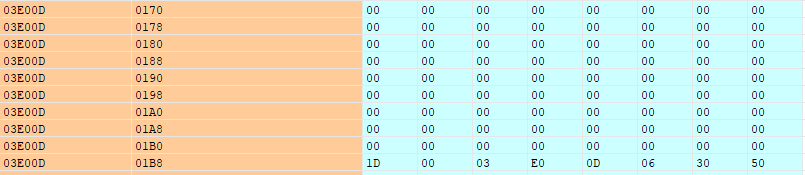 03E00D 0170 00 00 00 00 00 00 00 00
03E00D 0178 00 00 00 00 00 00 00 00
03E00D 0180 00 00 00 00 00 00 00 00
03E00D 0188 00 00 00 00 00 00 00 00
03E00D 0190 00 00 00 00 00 00 00 00
03E00D 0198 00 00 00 00 00 00 00 00
03E00D 01A0 00 00 00 00 00 00 00 00
03E00D 01A8 00 00 00 00 00 00 00 00
03E00D 01B0 00 00 00 00 00 00 00 00
03E00D 01B8 1D 00 03 E0 0D 06 30 50